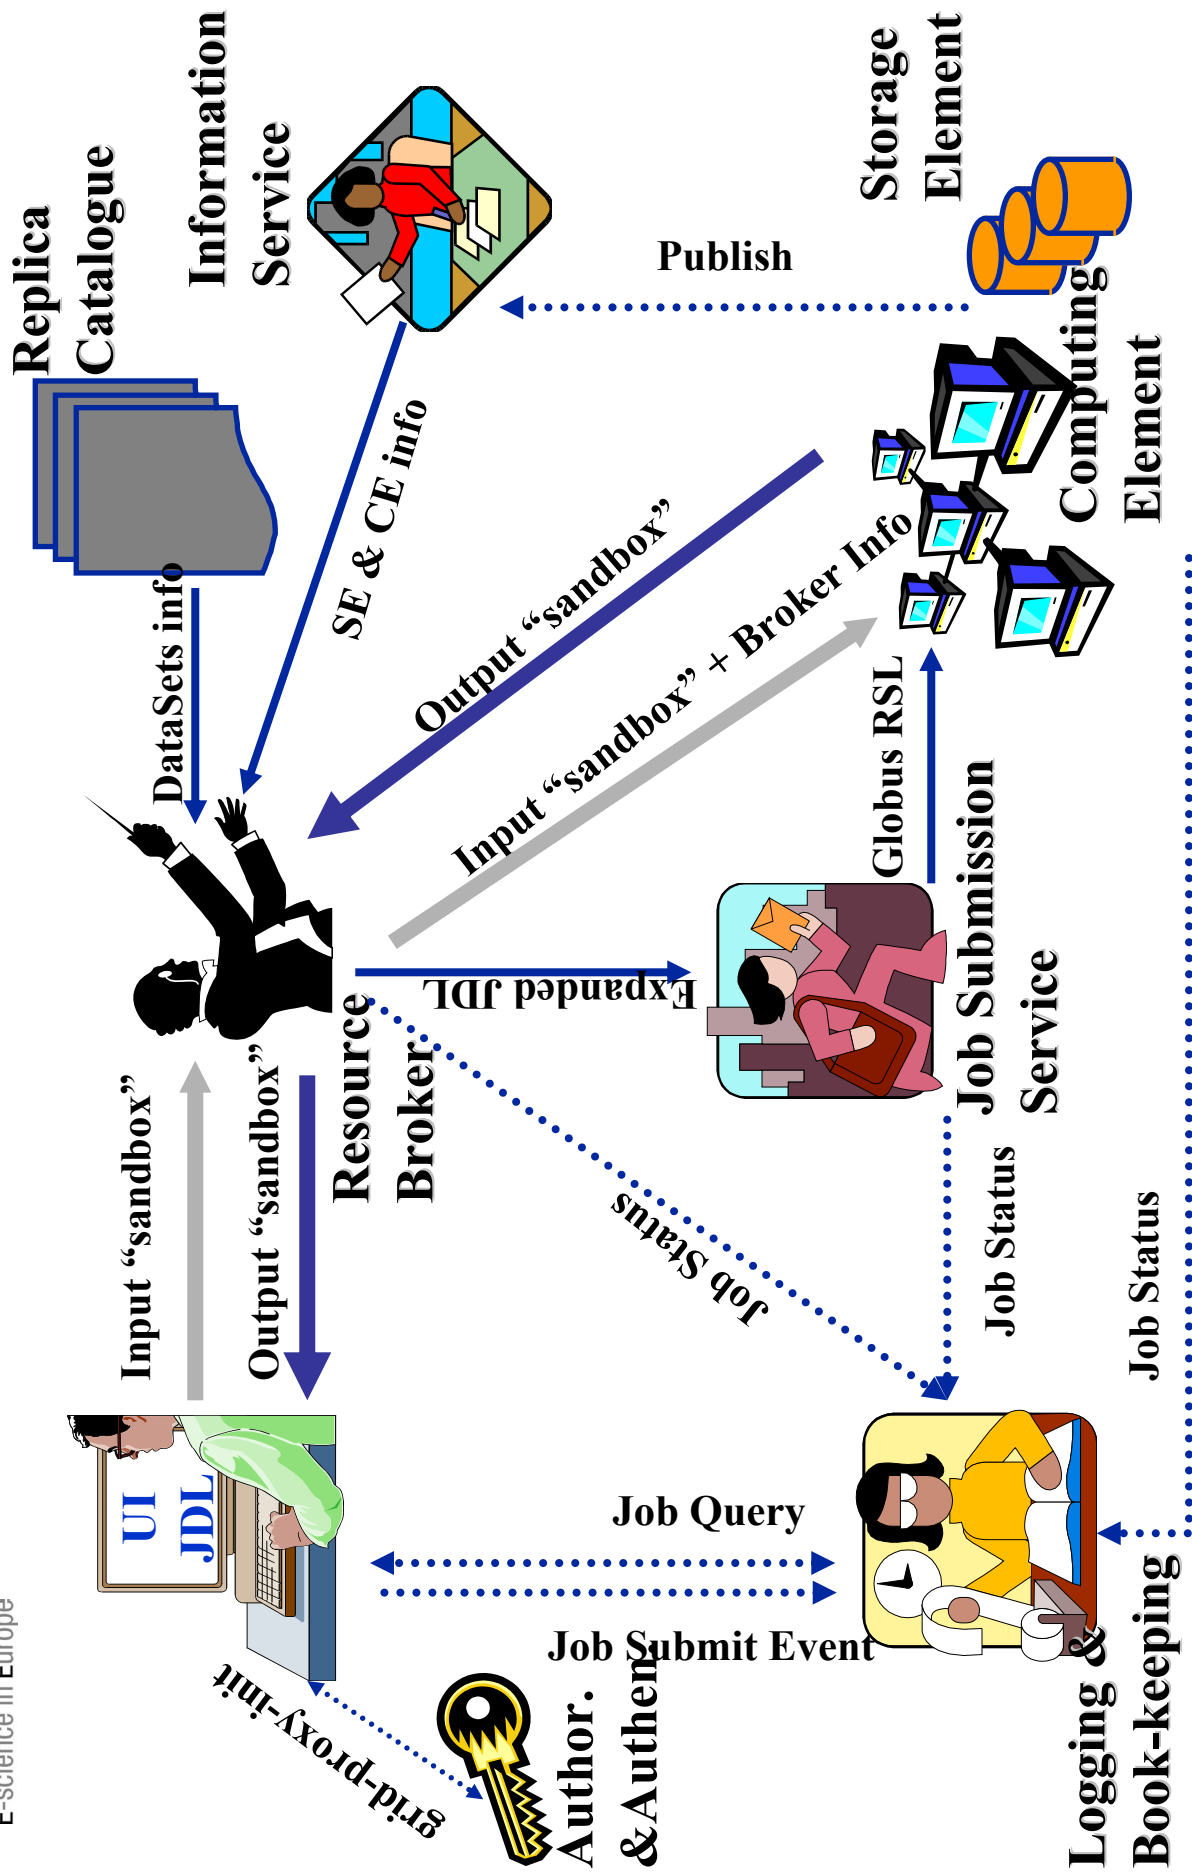 E-science in Europe
UI
JDL
Input “sandbox”
Output “sandbox”
Resource
Broker
DataSets info
Replica
Catalogue
Information
Service
SE & CE info
Publish
Storage
Element
Computing
Element
Output “sandbox”
Input “sandbox” + Broker Info
Expanded JDL
Globus RSL
Job Submission
Service
Job Status
Job Status
Job Status
Job Query
Job Submit Event
grid-proxy-init
Author.
&Authen.
Logging &
Book-keeping